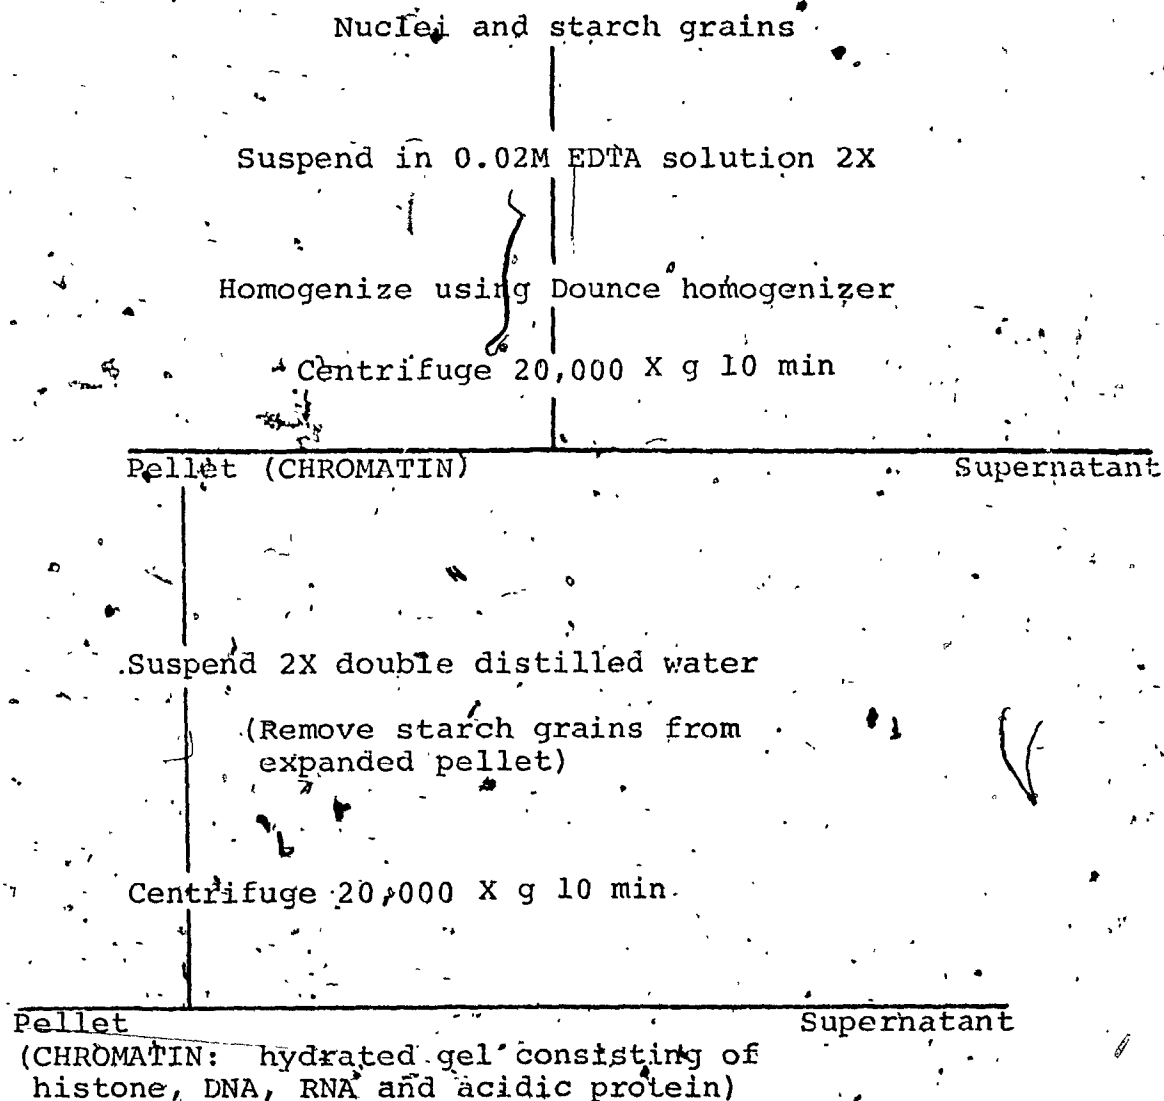 Nuclei and starch grains
Suspend in 0.02M EDTA solution 2X
Homogenize using Dounce homogenizer
Centrifuge 20,000 X g 10 min
Pellet (CHROMATIN) Supernatant
Suspend 2X double distilled water
(Remove starch grains from
expanded pellet)
Centrifuge 20,000 X g 10 min
Pellet Supernatant
(CHROMATIN: hydrated gel consisting of
histone, DNA, RNA and acidic protein)